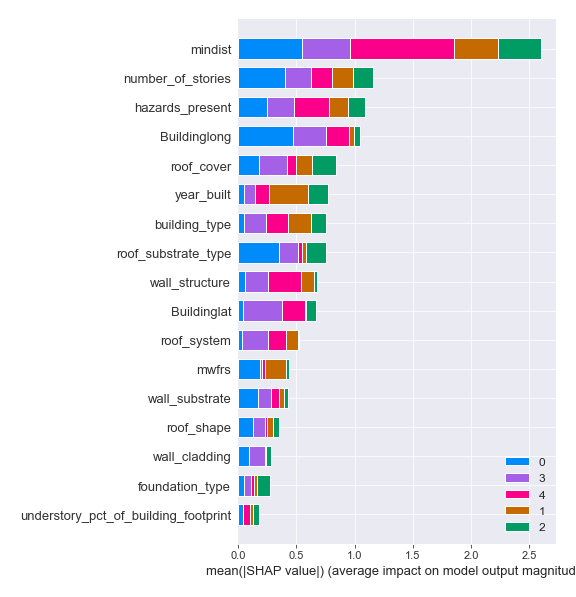 mindist
number_of_stories
hazards_present
Buildinglong
roof_cover
year_built
building_type
roof_substrate_type
wall_structure
Buildinglat
roof_system
mwfrs
wall_substrate
roof_shape
wall_cladding
foundation_type
understory_pct_of_building_footprint
0
3
4
1
2
0.0 0.5 1.0 1.5 2.0 2.5
mean(|SHAP value|) (average impact on model output magnitud